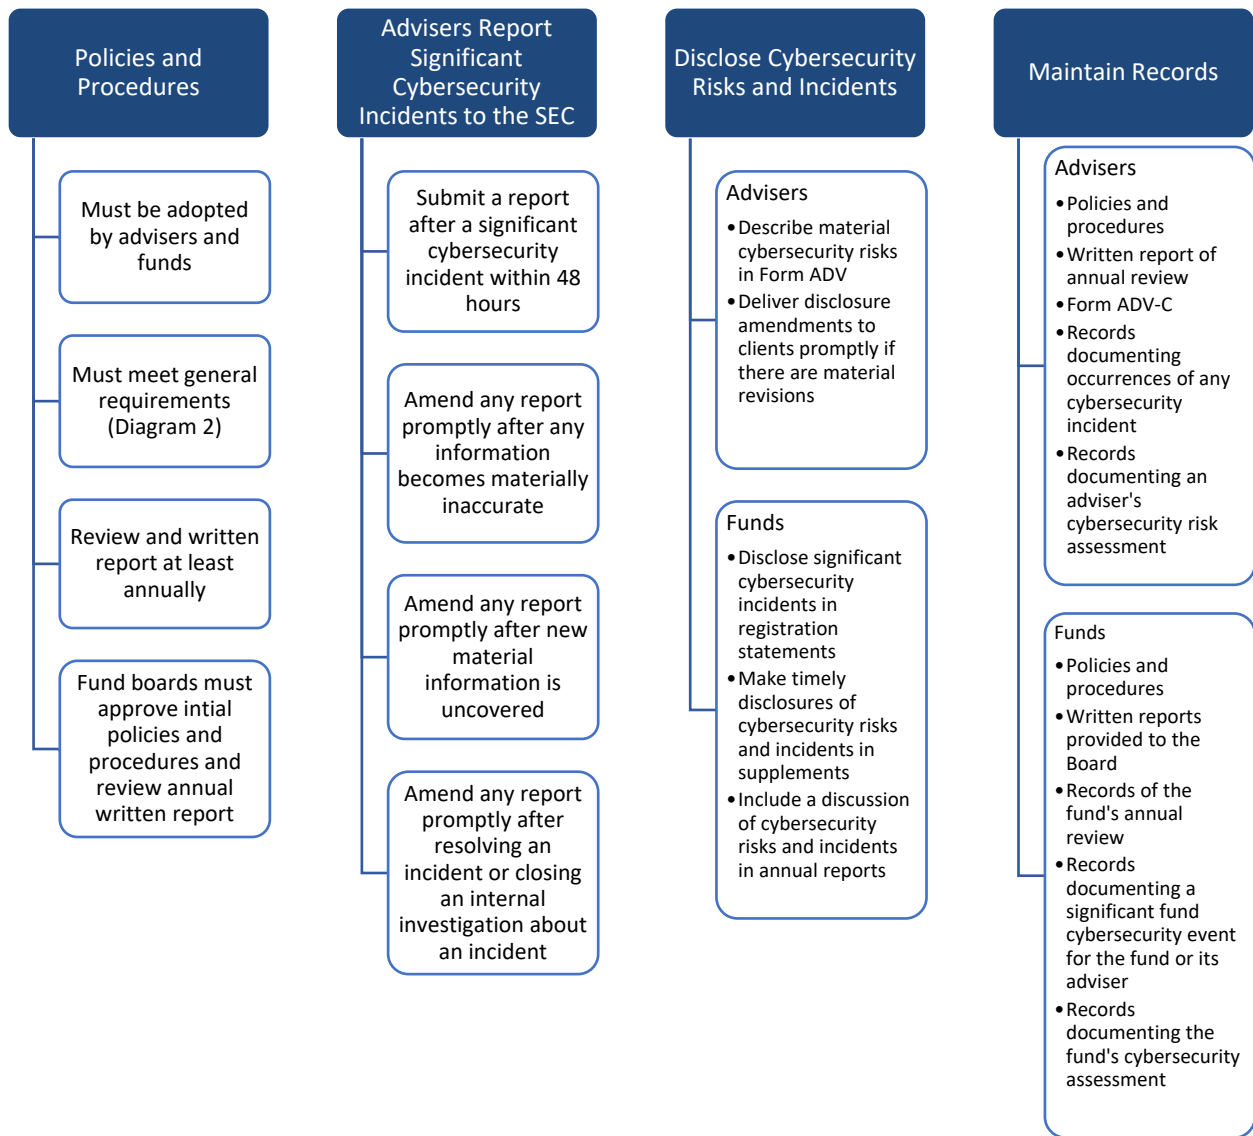 Policies and
Procedures
Must be adopted
by advisers and
funds
Must meet general
requirements
(Diagram 2)
Review and written
report at least
annually
Fund boards must
approve intial
policies and
procedures and
review annual
written report
Advisers Report
Significant
Cybersecurity
Incidents to the SEC
Submit a report
after a significant
cybersecurity
incident within 48
hours
Amend any report
promptly after any
information
becomes materially
inaccurate
Amend any report
promptly after new
material
information is
uncovered
Amend any report
promptly after
resolving an
incident or closing
an internal
investigation about
an incident
Disclose Cybersecurity
Risks and Incidents
Advisers
•Describe material
cybersecurity risks
in Form ADV
•Deliver disclosure
amendments to
clients promptly if
there are material
revisions
Funds
•Disclose significant
cybersecurity
incidents in
registration
statements
•Make timely
disclosures of
cybersecurity risks
and incidents in
supplements
•Include a discussion
of cybersecurity
risks and incidents
in annual reports
Maintain Records
Advisers
•Policies and
procedures
•Written report of
annual review
•Form ADV-C
•Records
documenting
occurrences of any
cybersecurity
incident
•Records
documenting an
adviser's
cybersecurity risk
assessment
Funds
•Policies and
procedures
•Written reports
provided to the
Board
•Records of the
fund's annual
review
•Records
documenting a
significant fund
cybersecurity event
for the fund or its
adviser
•Records
documenting the
fund's cybersecurity
assessment